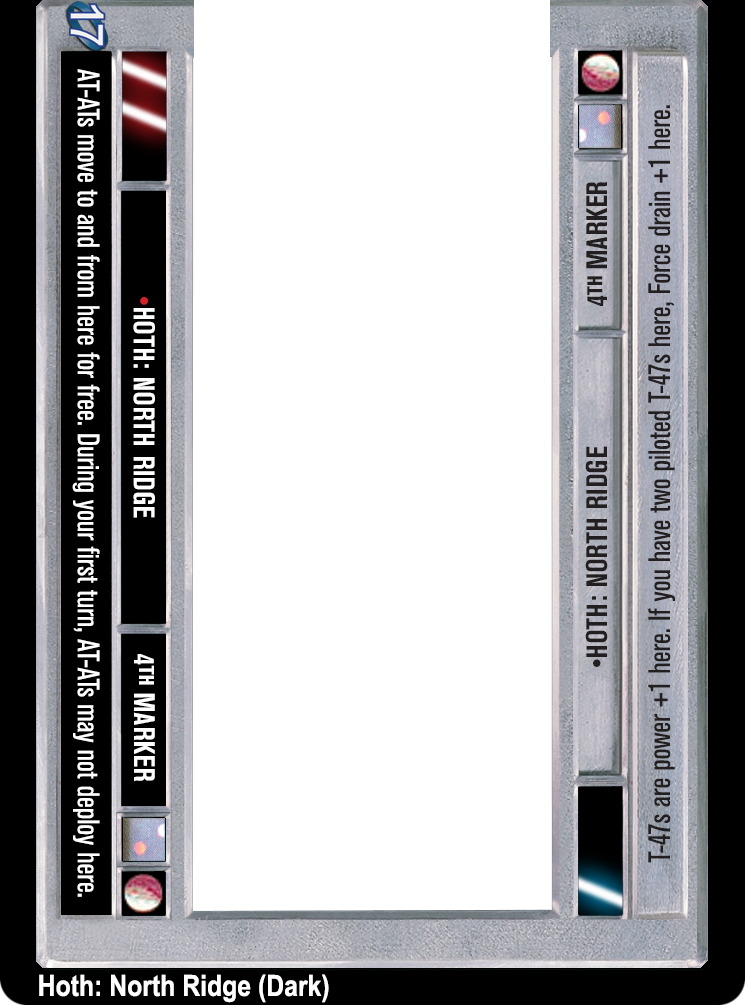 17
AT-ATs move to and from here for free. During your first turn, AT-ATs may not deploy here.
•HOTH: NORTH RIDGE
4TH MARKER
•HOTH: NORTH RIDGE
4TH MARKER
T-47s are power +1 here. If you have two piloted T-47s here, Force drain +1 here.
Hoth: North Ridge (Dark)